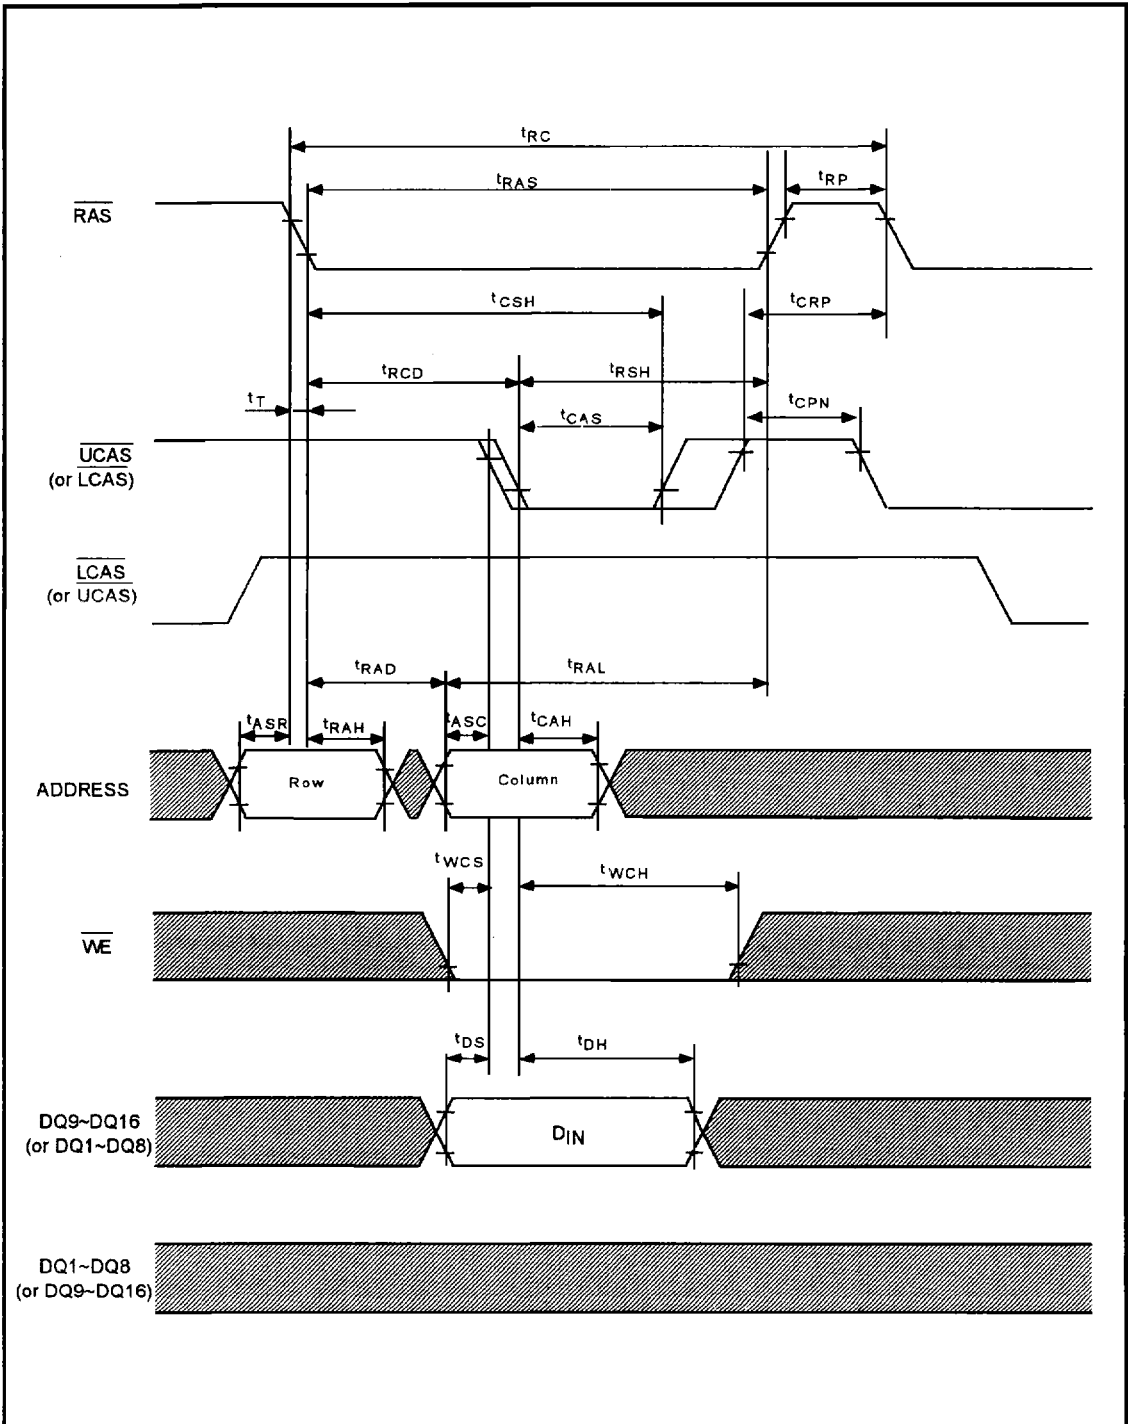 tRC
tRAS
tRP
RAS
tCSH
tCRP
tRCD
tRSH
tT
tCAS
tCPN
UCAS
(or LCAS)
LCAS
(or UCAS)
tRAD
tRAL
tASR
tRAH
tASC
tCAH
ADDRESS
Row
Column
tWCS
tWCH
WE
tDS
tDH
DQ9~DQ16
(or DQ1~DQ8)
DIN
DQ1~DQ8
(or DQ9~DQ16)